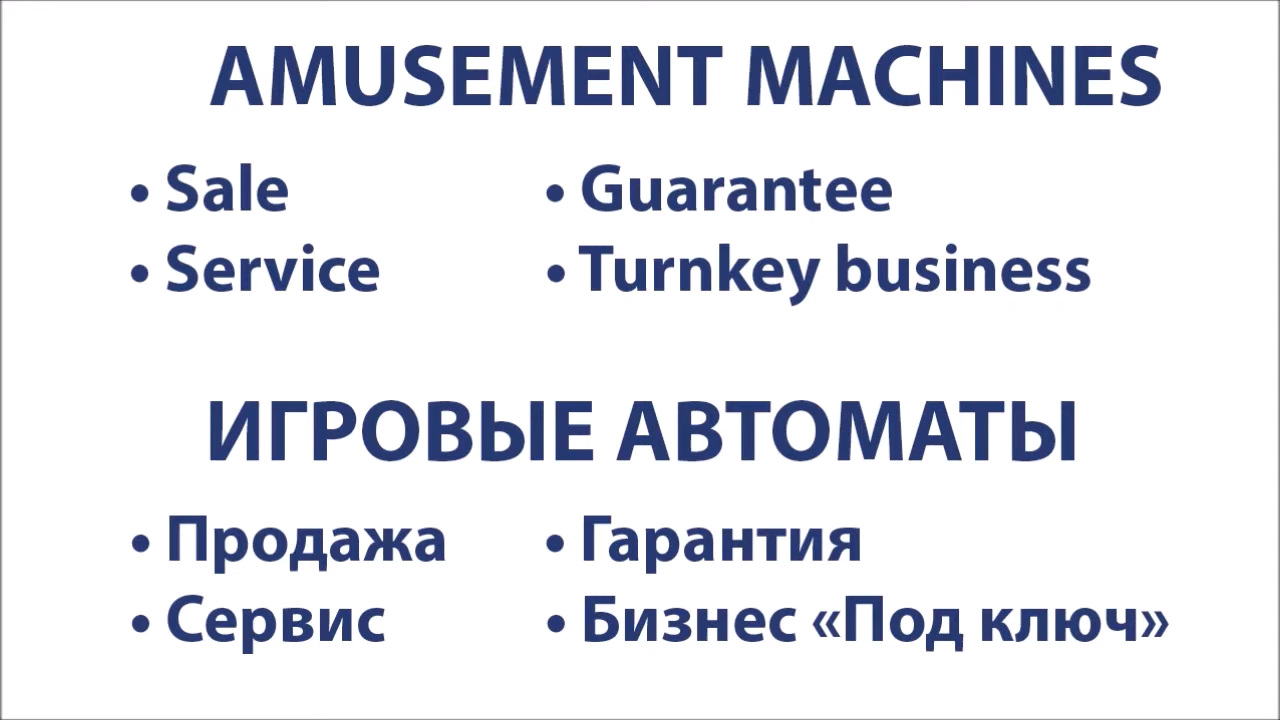 AMUSEMENT MACHINES
• Sale • Guarantee
• Service • Turnkey business
ИГРОВЫЕ АВТОМАТЫ
• Продажа • Гарантия
• Сервис • Бизнес «Под ключ»